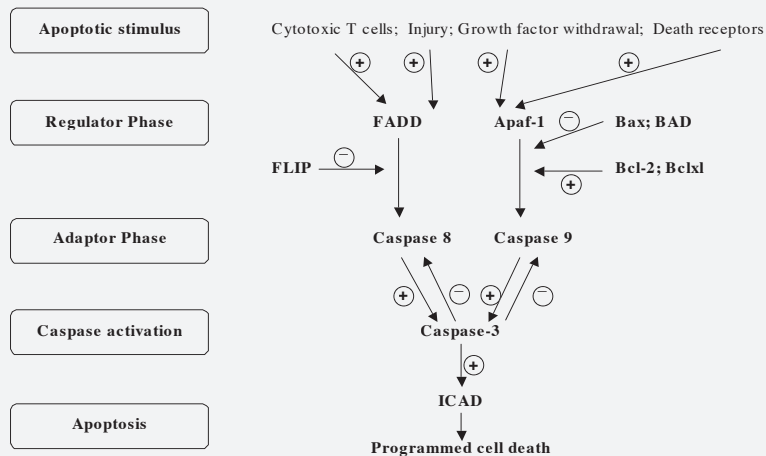 Apoptotic stimulus
Cytotoxic T cells; Injury; Growth factor withdrawal; Death receptors
+ + + +
Regulator Phase
FADD
Apaf-1
−
Bax; BAD
FLIP
−
Bcl-2; Bclxl
+
Adaptor Phase
Caspase 8
Caspase 9
+ − + −
Caspase activation
Caspase-3
+
ICAD
Apoptosis
Programmed cell death